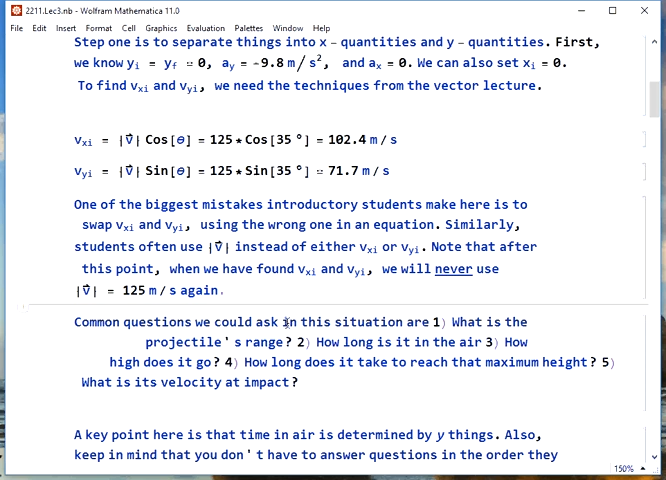 2211.Lec3.nb - Wolfram Mathematica 11.0
File Edit Insert Format Cell Graphics Evaluation Palettes Window Help
Step one is to separate things into x – quantities and y – quantities. First,
we know yᵢ = y_f = 0, a_y = -9.8 m / s², and aₓ = 0. We can also set xᵢ = 0.
To find vₓᵢ and v_yi, we need the techniques from the vector lecture.
vₓᵢ = |V⃗| Cos[θ] = 125 * Cos[35 °] = 102.4 m / s
v_yi = |V⃗| Sin[θ] = 125 * Sin[35 °] = 71.7 m / s
One of the biggest mistakes introductory students make here is to
swap vₓᵢ and v_yi, using the wrong one in an equation. Similarly,
students often use |V⃗| instead of either vₓᵢ or v_yi. Note that after
this point, when we have found vₓᵢ and v_yi, we will never use
|V⃗| = 125 m / s again.
Common questions we could ask in this situation are 1) What is the
projectile's range? 2) How long is it in the air 3) How
high does it go? 4) How long does it take to reach that maximum height? 5)
What is its velocity at impact?
A key point here is that time in air is determined by y things. Also,
keep in mind that you don't have to answer questions in the order they
150%